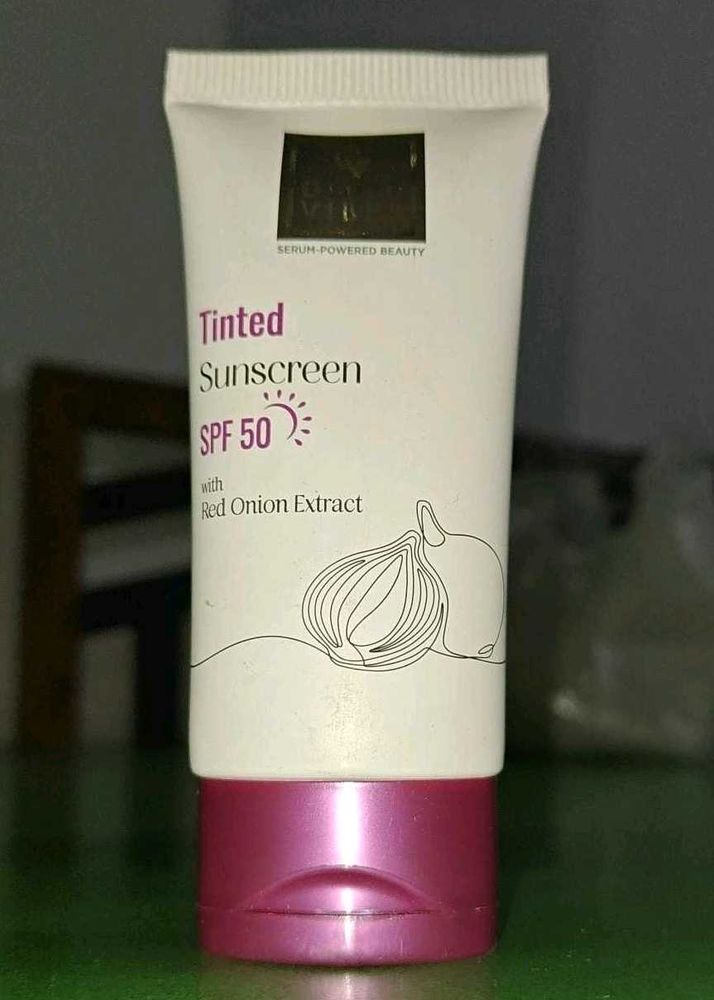 SERUM-POWERED BEAUTY
Tinted
Sunscreen
SPF 50
with
Red Onion Extract